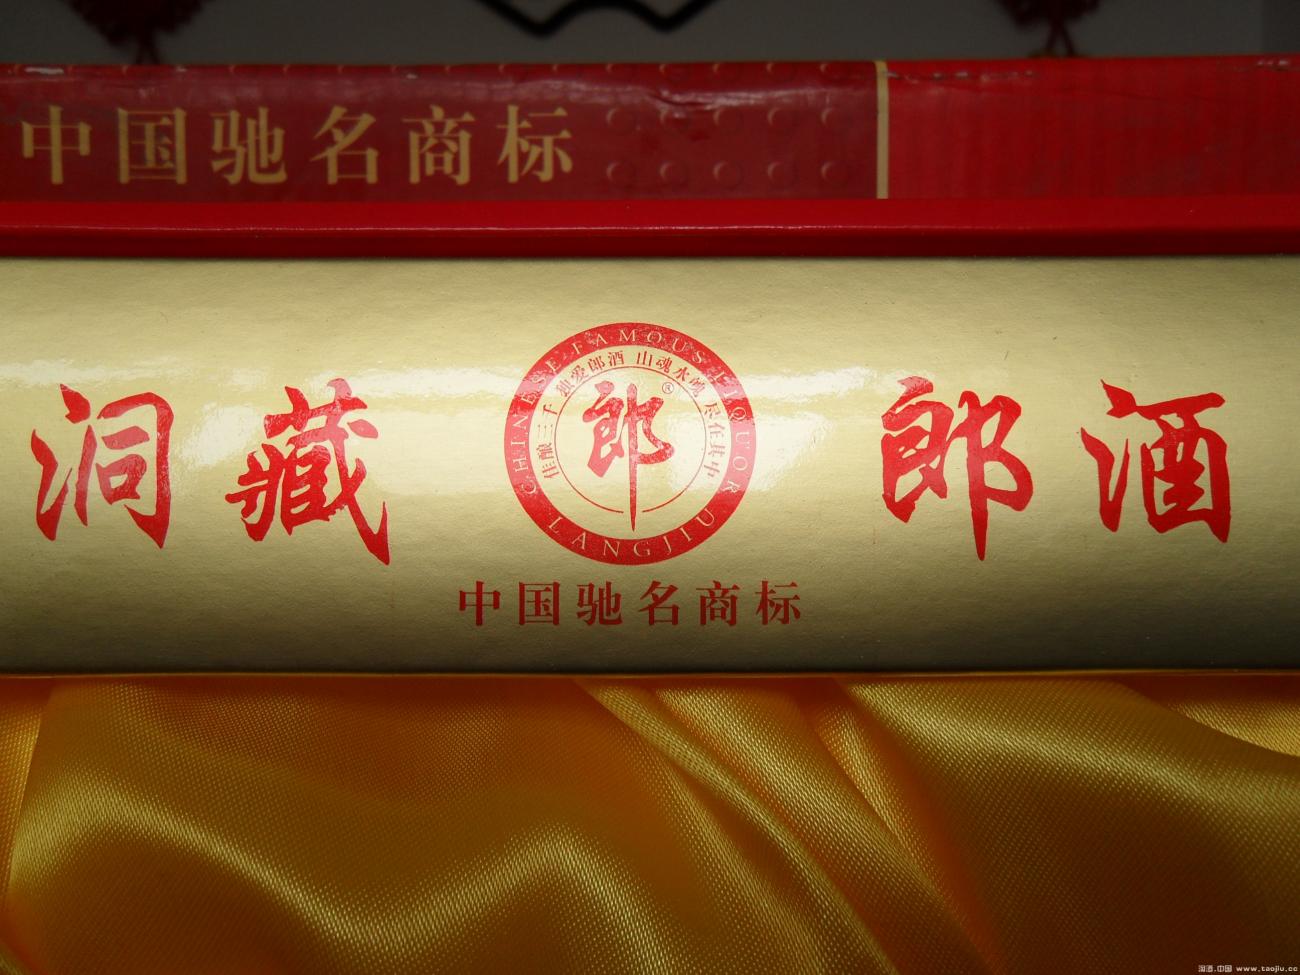 中国驰名商标
洞藏 郎酒
CHINESE FAMOUS LIQUOR
佳酿三千 独爱郎酒 山魂水魄 尽在其中
郎®
LANGJIU
中国驰名商标
淘酒.中国 www.taojiu.cc